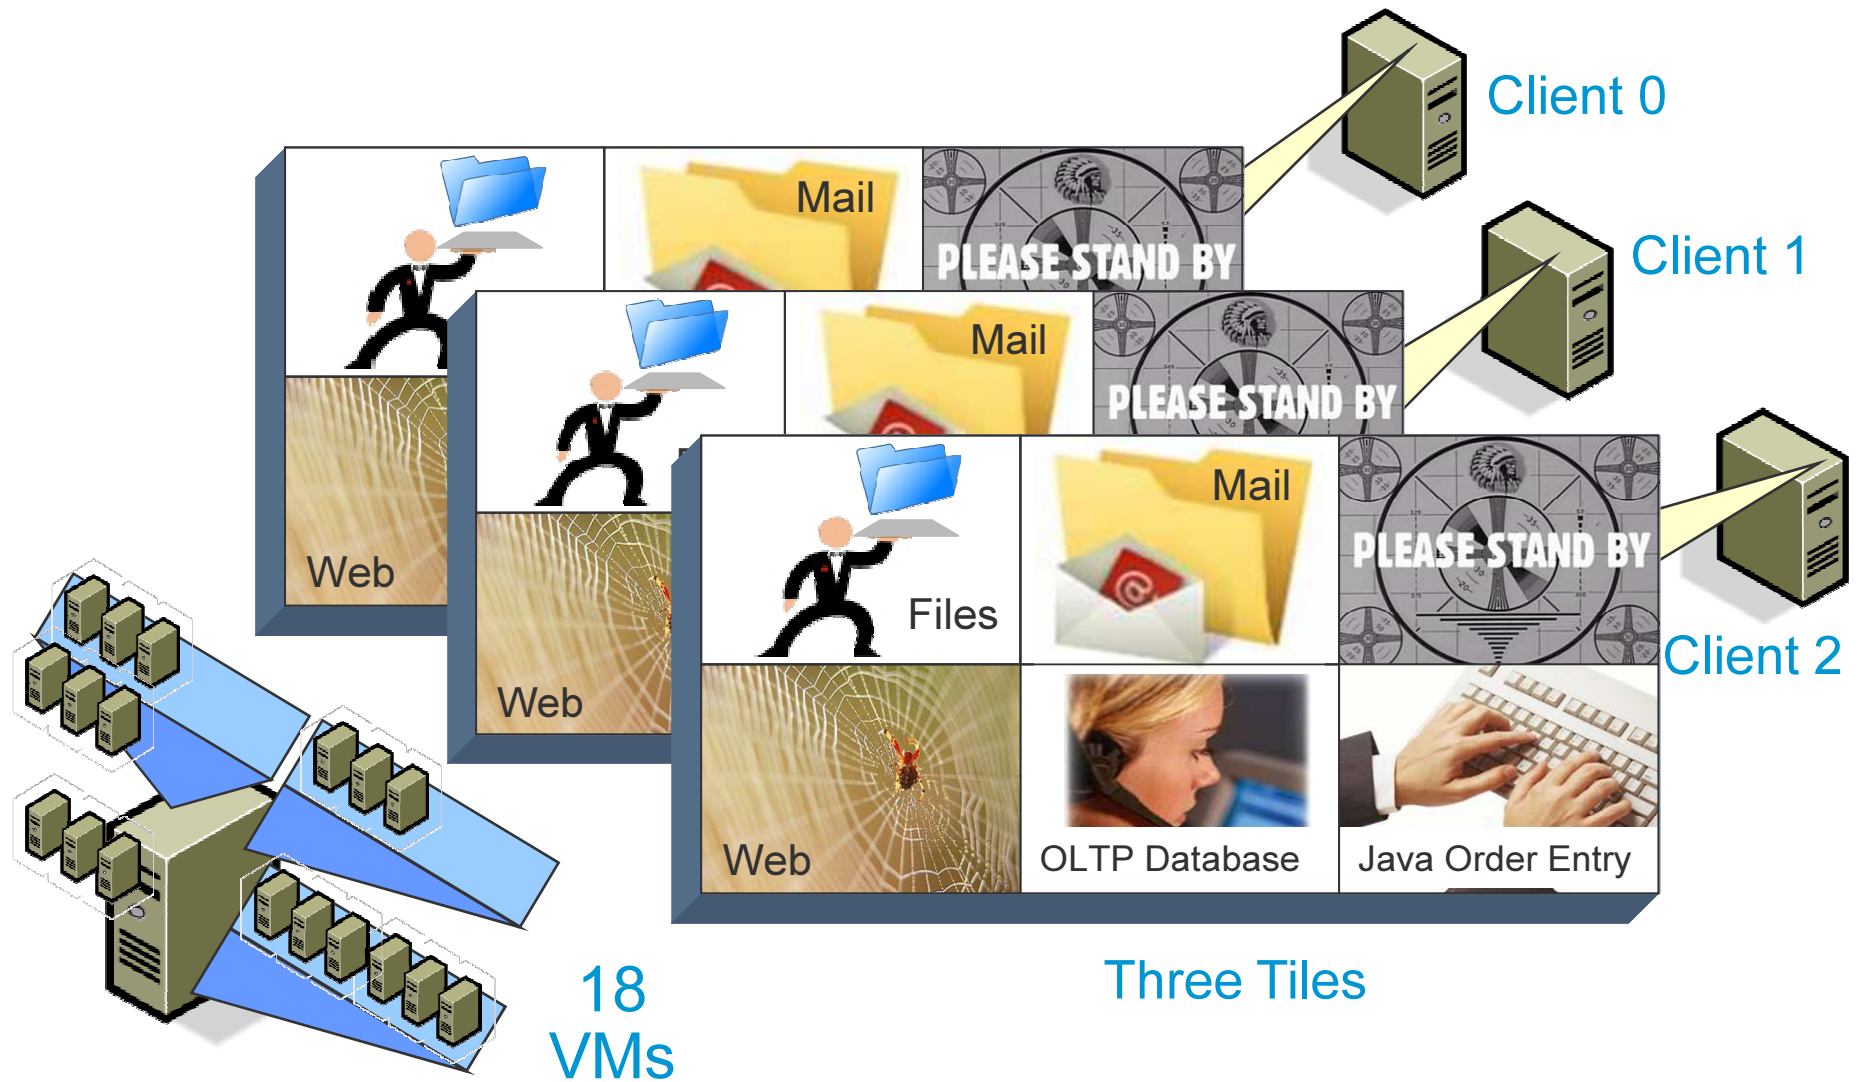 Client 0
Mail
PLEASE STAND BY
Client 1
Mail
PLEASE STAND BY
Mail
PLEASE STAND BY
Web
Files
Client 2
Web
Web
OLTP Database
Java Order Entry
Three Tiles
18
VMs